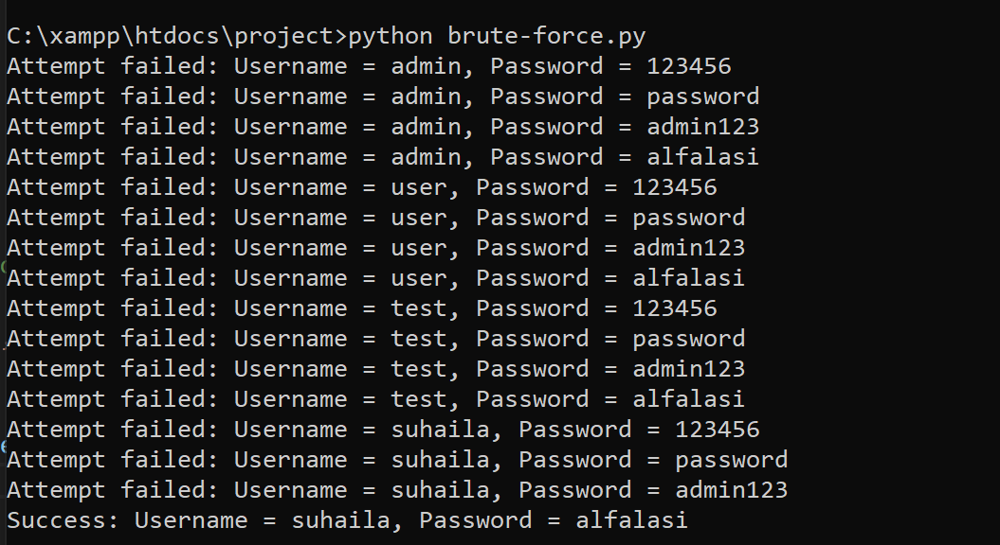 C:\xampp\htdocs\project>python brute-force.py
Attempt failed: Username = admin, Password = 123456
Attempt failed: Username = admin, Password = password
Attempt failed: Username = admin, Password = admin123
Attempt failed: Username = admin, Password = alfalasi
Attempt failed: Username = user, Password = 123456
Attempt failed: Username = user, Password = password
Attempt failed: Username = user, Password = admin123
Attempt failed: Username = user, Password = alfalasi
Attempt failed: Username = test, Password = 123456
Attempt failed: Username = test, Password = password
Attempt failed: Username = test, Password = admin123
Attempt failed: Username = test, Password = alfalasi
Attempt failed: Username = suhaila, Password = 123456
Attempt failed: Username = suhaila, Password = password
Attempt failed: Username = suhaila, Password = admin123
Success: Username = suhaila, Password = alfalasi